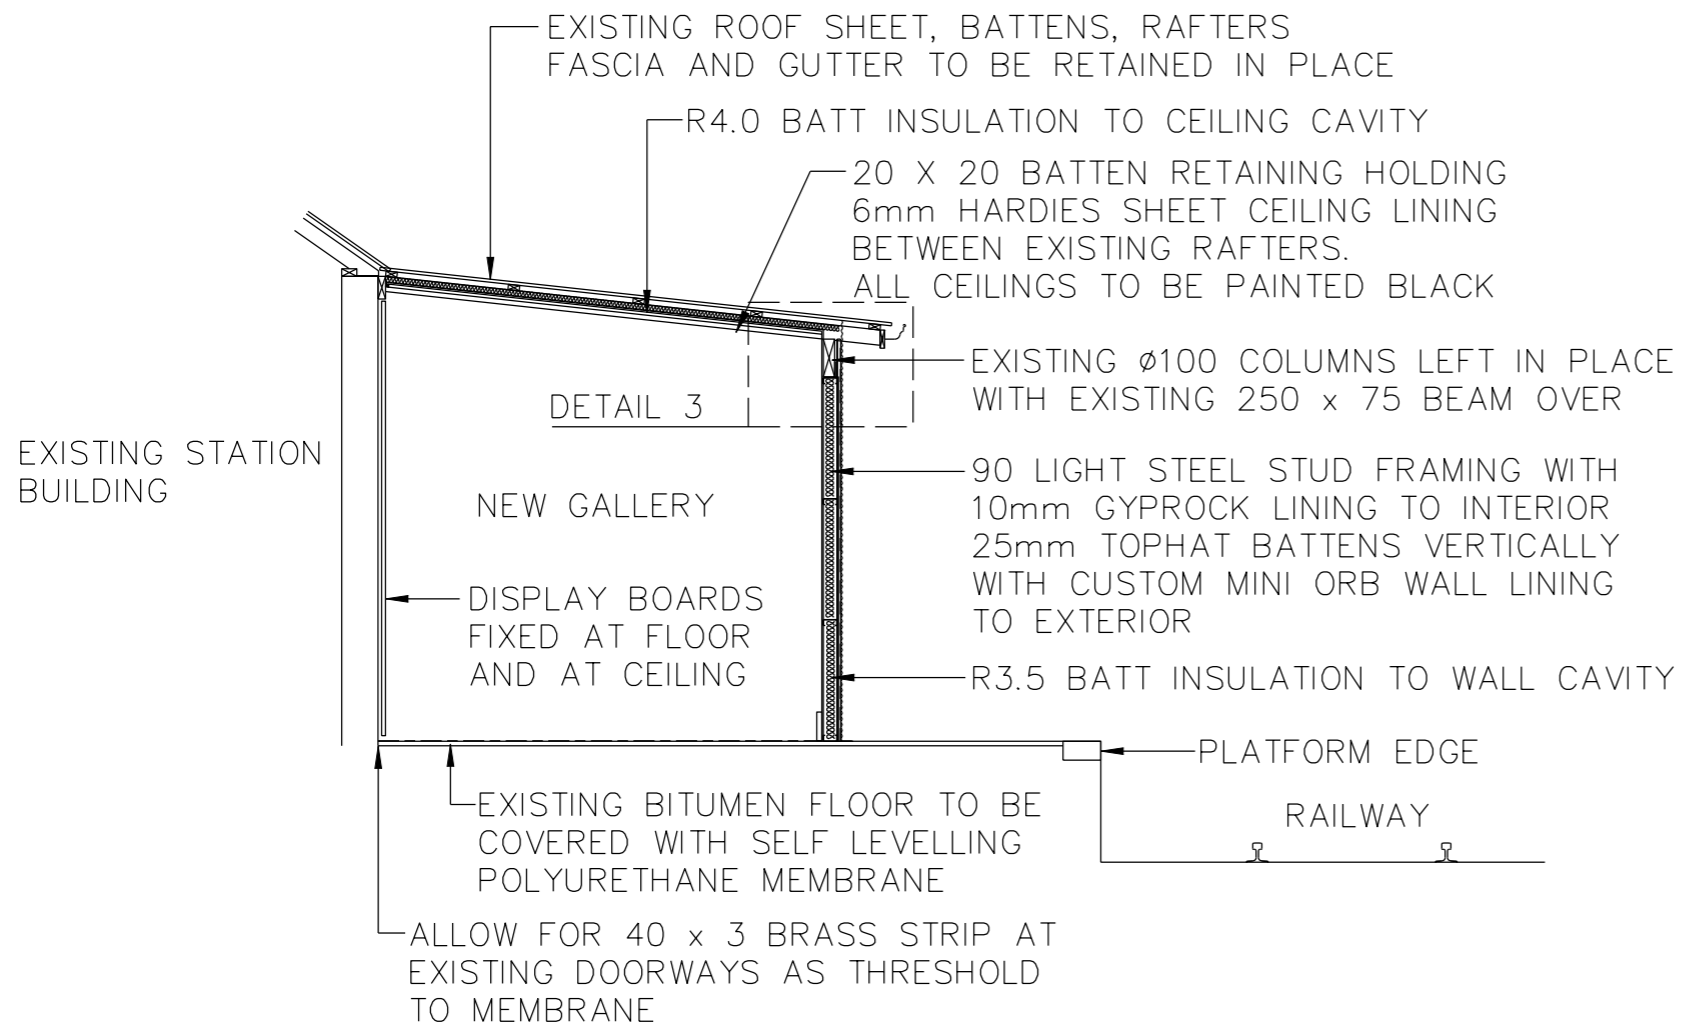 EXISTING ROOF SHEET, BATTENS, RAFTERS
FASCIA AND GUTTER TO BE RETAINED IN PLACE
R4.0 BATT INSULATION TO CEILING CAVITY
20 X 20 BATTEN RETAINING HOLDING
6mm HARDIES SHEET CEILING LINING
BETWEEN EXISTING RAFTERS.
ALL CEILINGS TO BE PAINTED BLACK
EXISTING ø100 COLUMNS LEFT IN PLACE
WITH EXISTING 250 x 75 BEAM OVER
DETAIL 3
EXISTING STATION
BUILDING
NEW GALLERY
90 LIGHT STEEL STUD FRAMING WITH
10mm GYPROCK LINING TO INTERIOR
25mm TOPHAT BATTENS VERTICALLY
WITH CUSTOM MINI ORB WALL LINING
TO EXTERIOR
DISPLAY BOARDS
FIXED AT FLOOR
AND AT CEILING
R3.5 BATT INSULATION TO WALL CAVITY
PLATFORM EDGE
RAILWAY
EXISTING BITUMEN FLOOR TO BE
COVERED WITH SELF LEVELLING
POLYURETHANE MEMBRANE
ALLOW FOR 40 x 3 BRASS STRIP AT
EXISTING DOORWAYS AS THRESHOLD
TO MEMBRANE